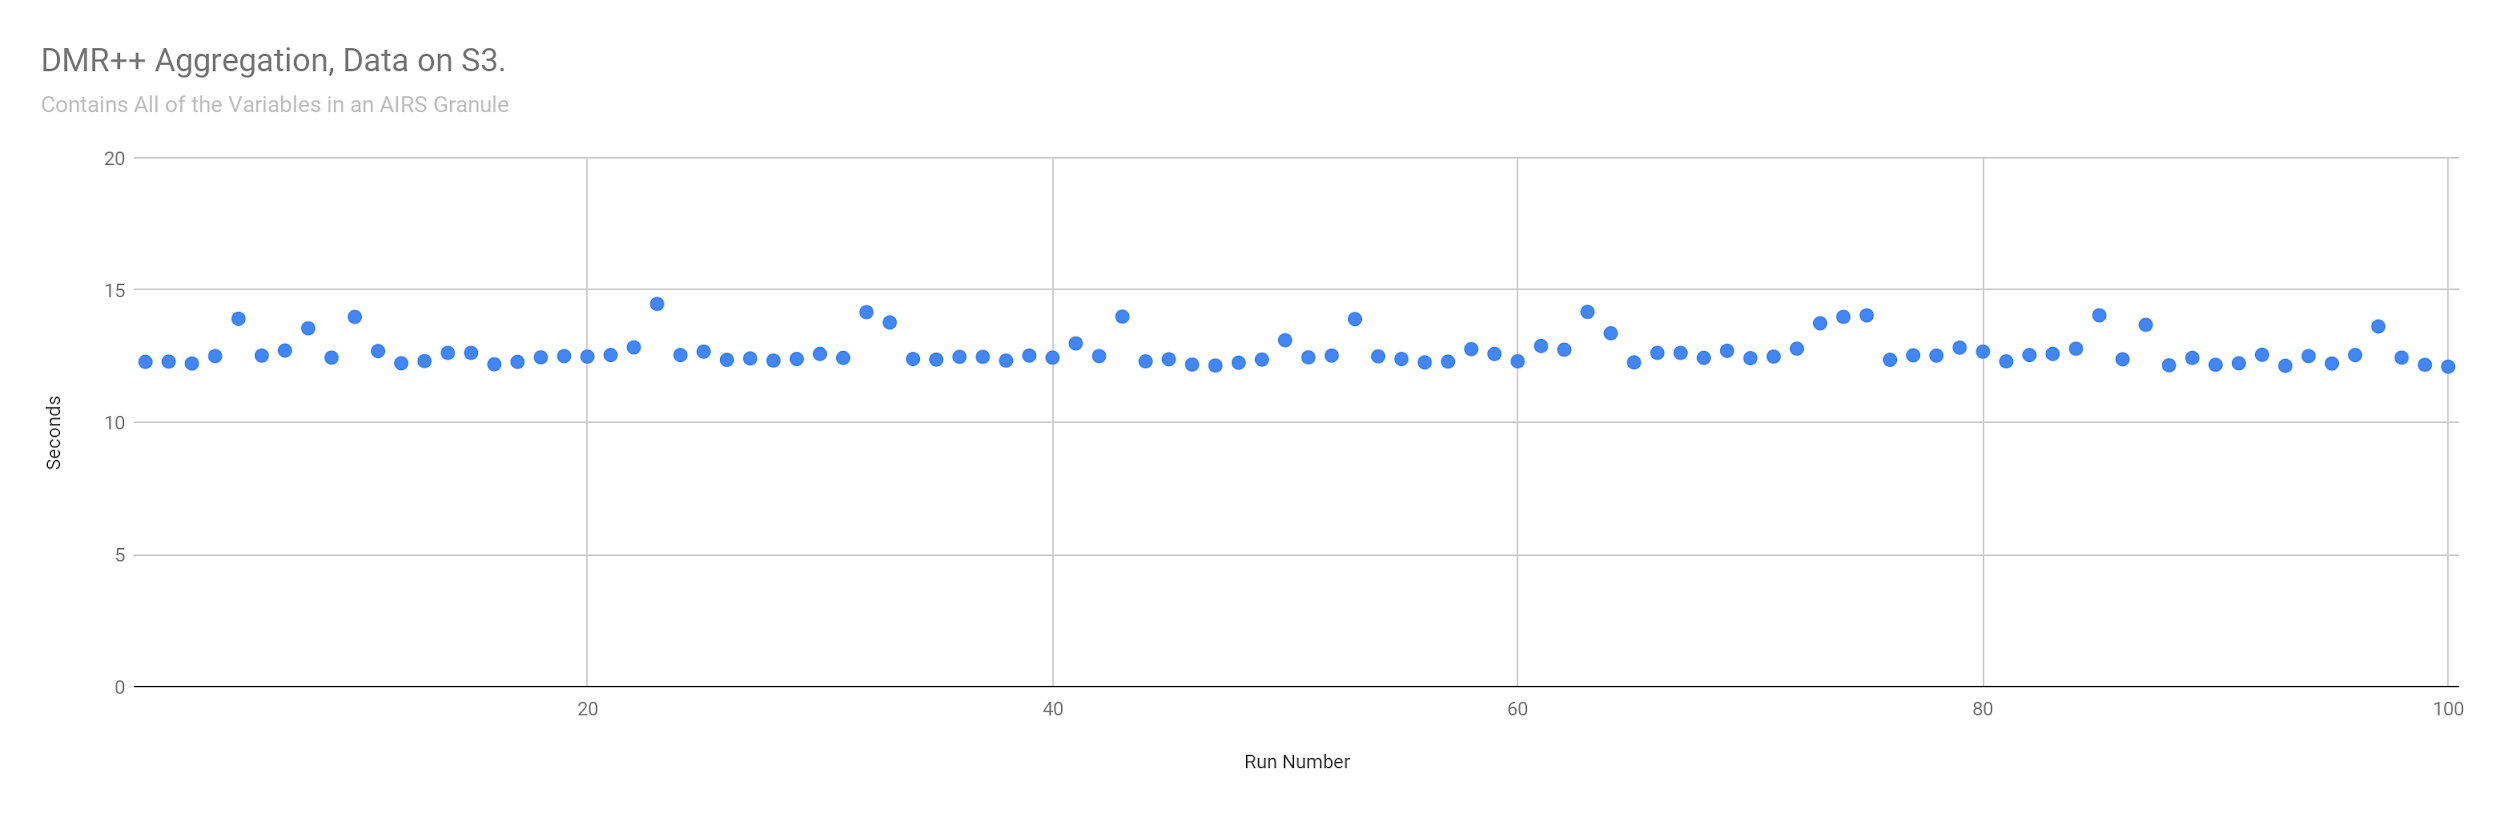 DMR++ Aggregation, Data on S3.
Contains All of the Variables in an AIRS Granule
20
15
10
5
0
Seconds
20 40 60 80 100
Run Number